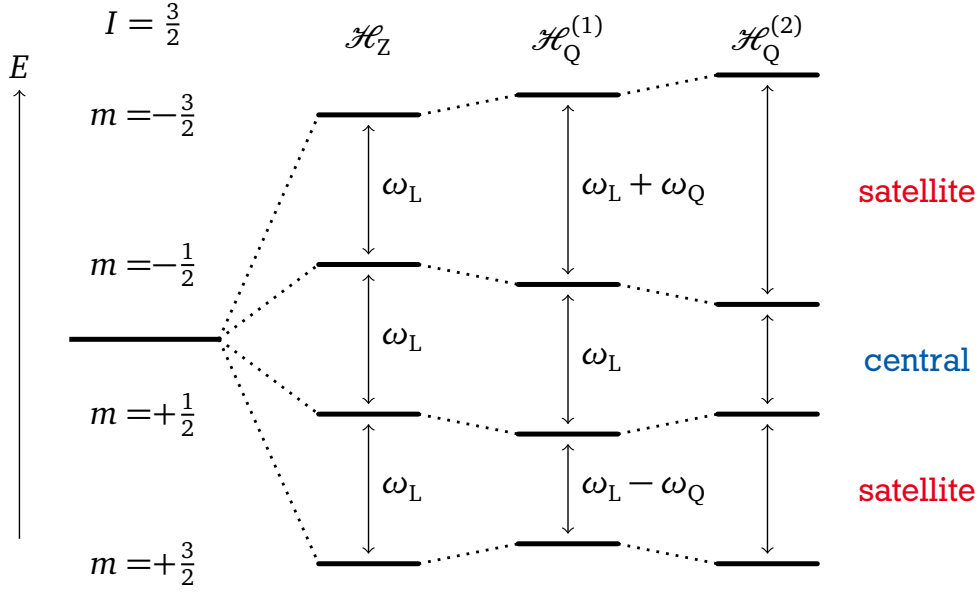 I = 3/2
ℋ_Z ℋ_Q^(1) ℋ_Q^(2)
E
m = −3/2
ω_L ω_L + ω_Q satellite
m = −1/2
ω_L ω_L central
m = +1/2
ω_L ω_L − ω_Q satellite
m = +3/2